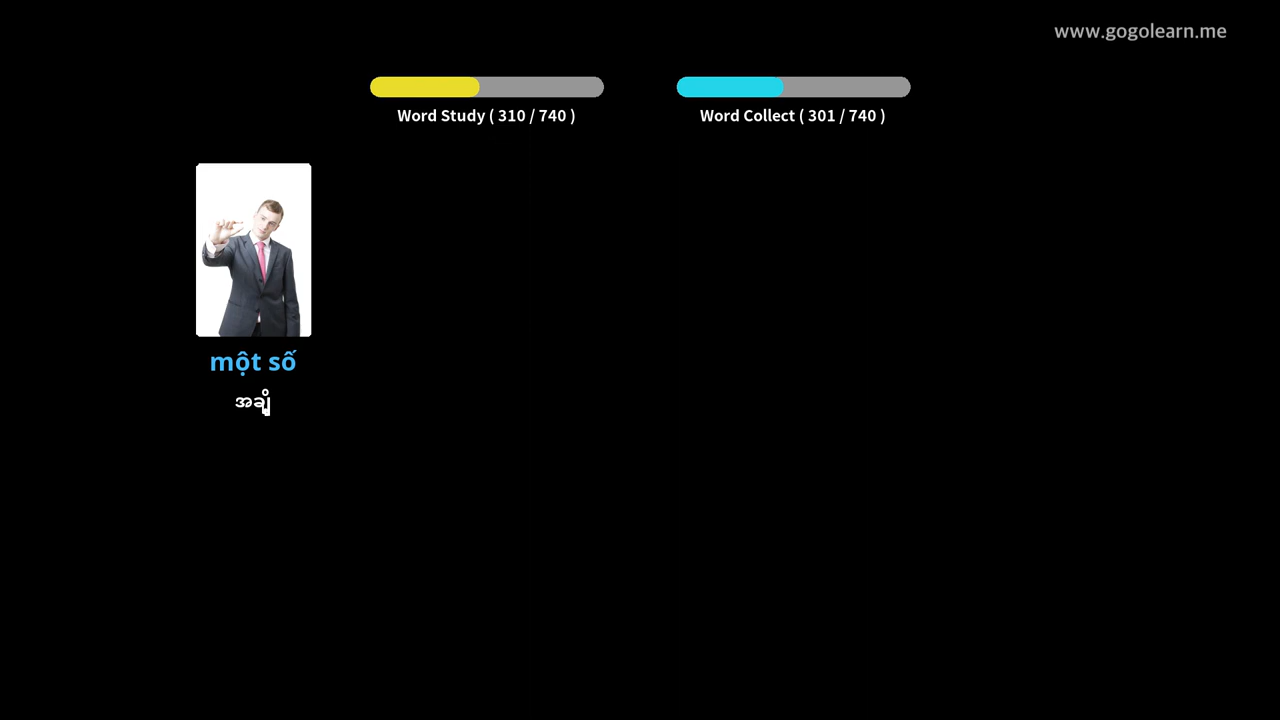 www.gogolearn.me
Word Study ( 310 / 740 )
Word Collect ( 301 / 740 )
một số
အချို့